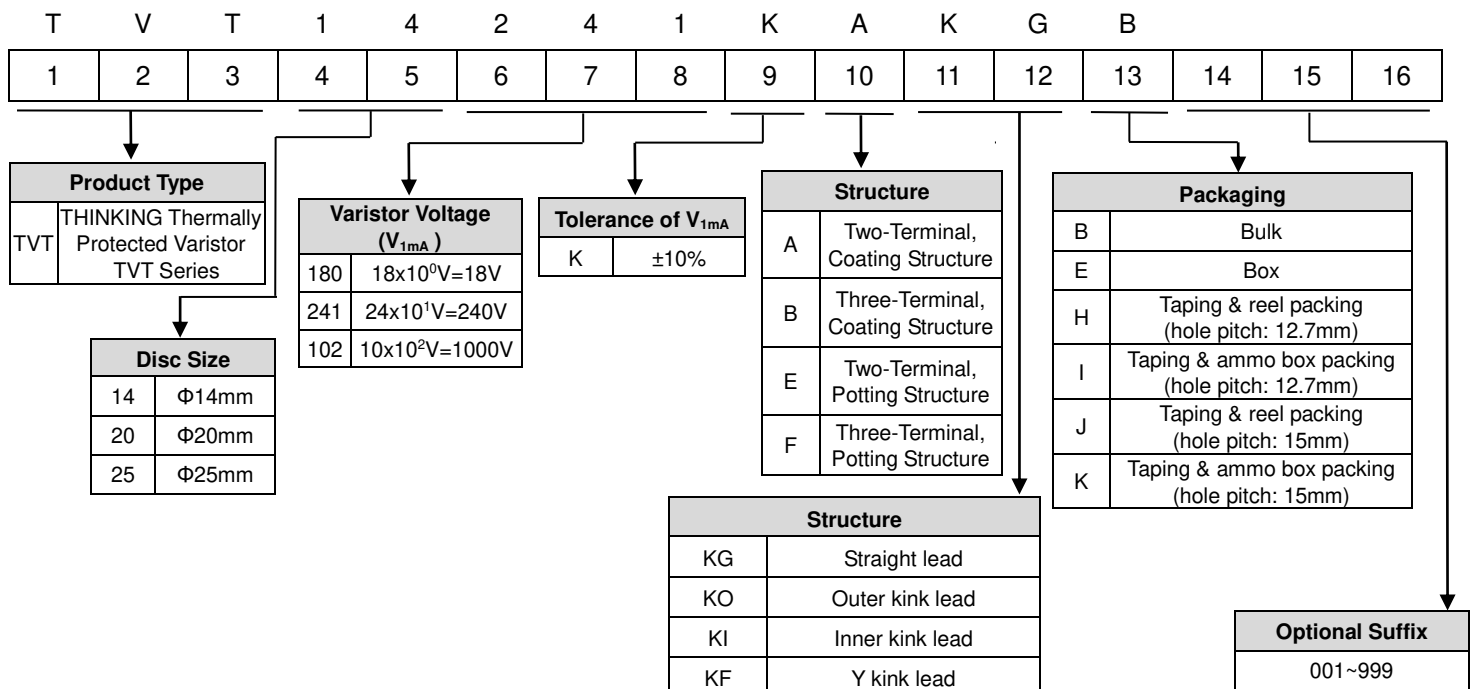 T V T 1 4 2 4 1 K A K G B
1 2 3 4 5 6 7 8 9 10 11 12 13 14 15 16
Product Type
TVT THINKING Thermally
Protected Varistor
TVT Series
Disc Size
14 Φ14mm
20 Φ20mm
25 Φ25mm
Varistor Voltage
(V1mA )
180 18x10⁰V=18V
241 24x10¹V=240V
102 10x10²V=1000V
Tolerance of V1mA
K ±10%
Structure
A Two-Terminal,
Coating Structure
B Three-Terminal,
Coating Structure
E Two-Terminal,
Potting Structure
F Three-Terminal,
Potting Structure
Structure
KG Straight lead
KO Outer kink lead
KI Inner kink lead
KF Y kink lead
Packaging
B Bulk
E Box
H Taping & reel packing
(hole pitch: 12.7mm)
I Taping & ammo box packing
(hole pitch: 12.7mm)
J Taping & reel packing
(hole pitch: 15mm)
K Taping & ammo box packing
(hole pitch: 15mm)
Optional Suffix
001~999